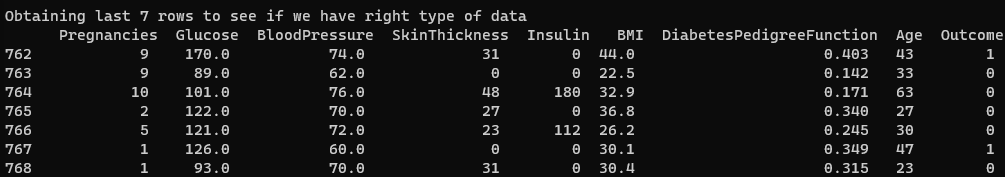 Obtaining last 7 rows to see if we have right type of data
Pregnancies Glucose BloodPressure SkinThickness Insulin BMI DiabetesPedigreeFunction Age Outcome
762 9 170.0 74.0 31 0 44.0 0.403 43 1
763 9 89.0 62.0 0 0 22.5 0.142 33 0
764 10 101.0 76.0 48 180 32.9 0.171 63 0
765 2 122.0 70.0 27 0 36.8 0.340 27 0
766 5 121.0 72.0 23 112 26.2 0.245 30 0
767 1 126.0 60.0 0 0 30.1 0.349 47 1
768 1 93.0 70.0 31 0 30.4 0.315 23 0